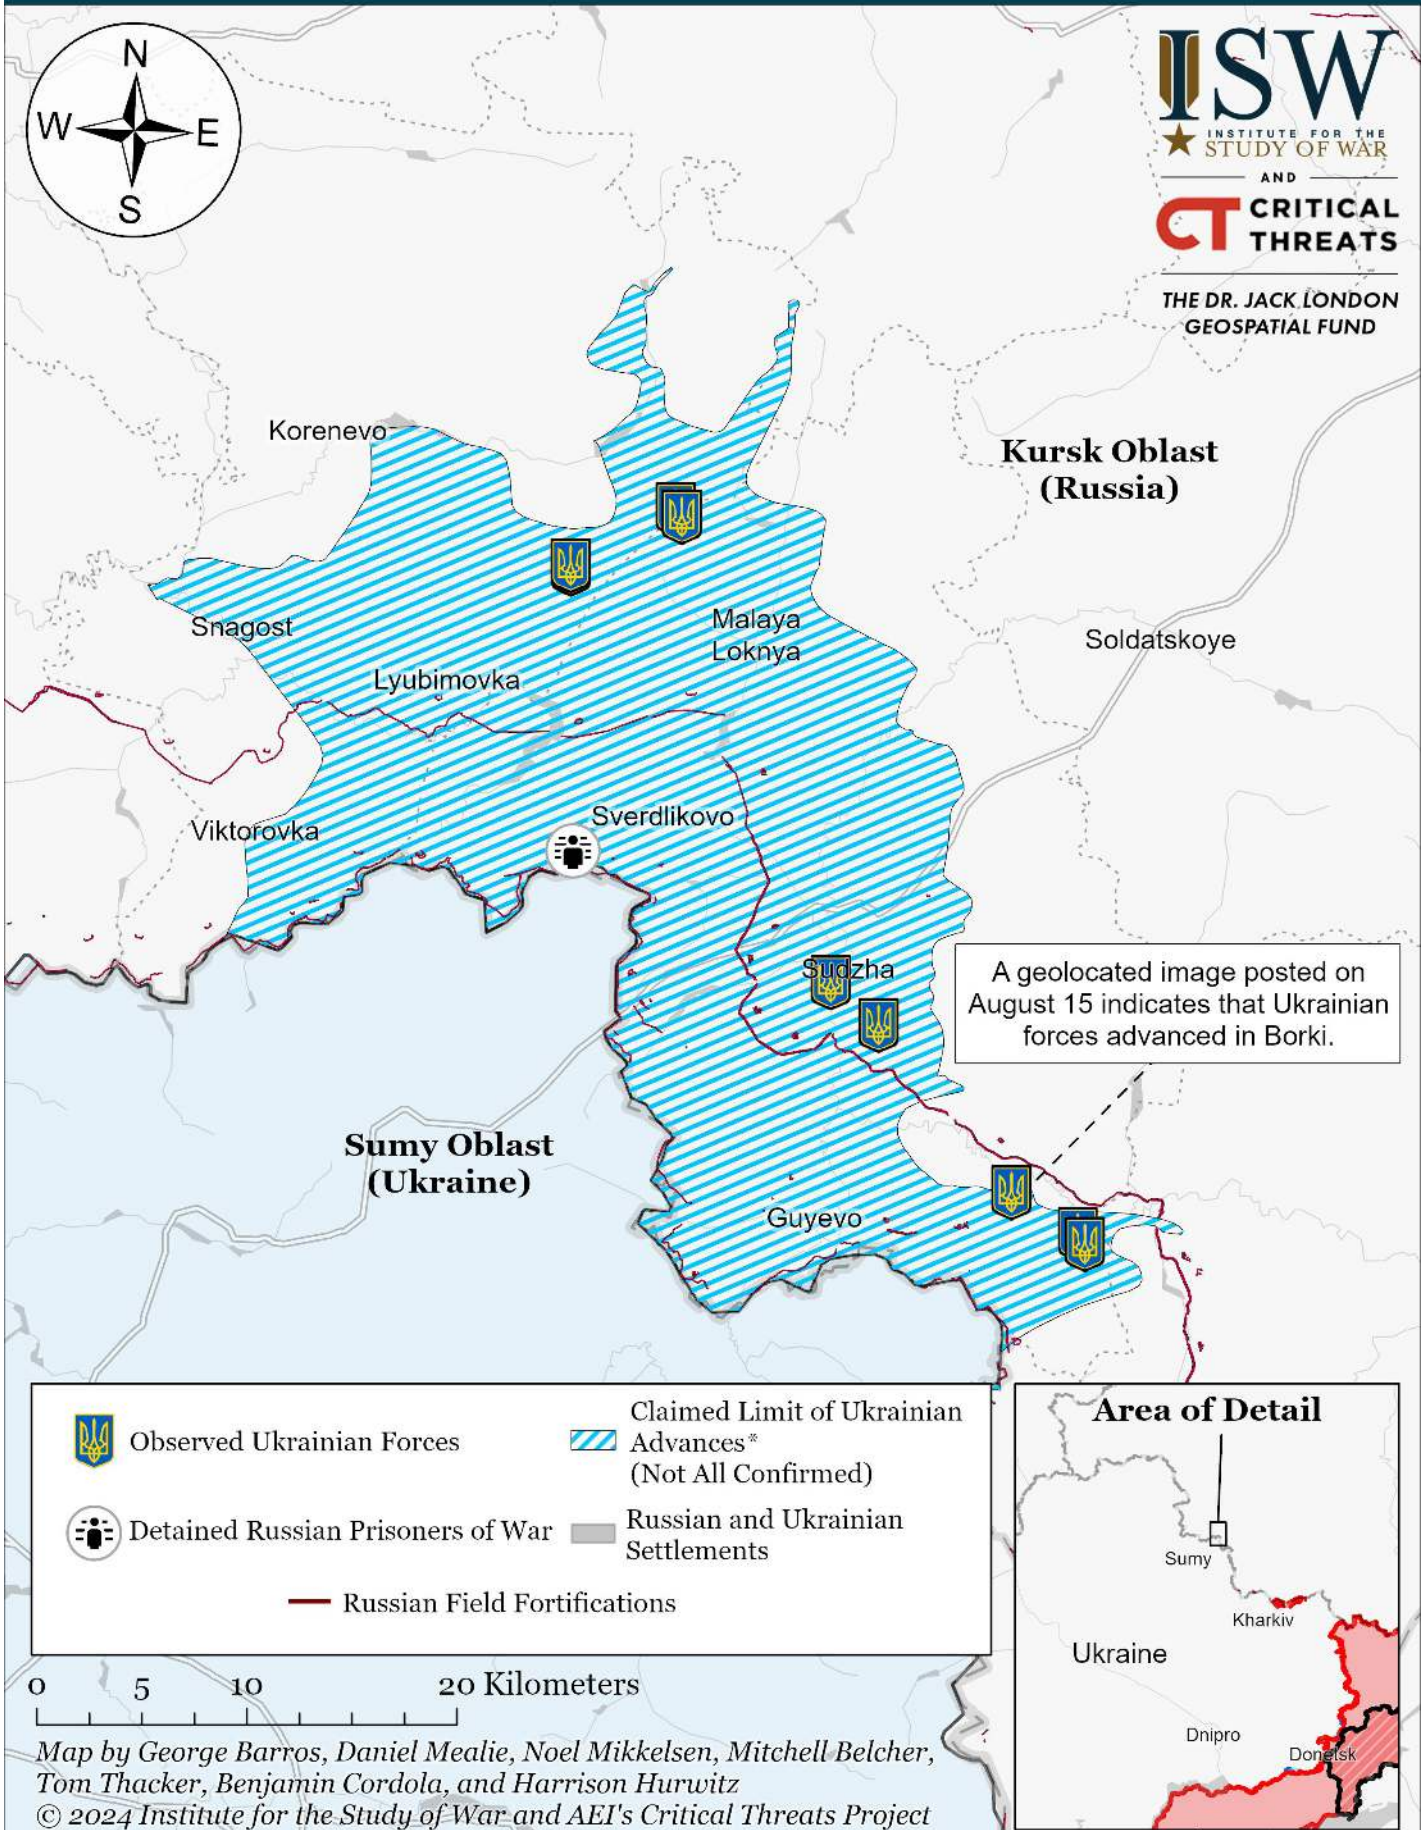 N
W
E
S
ISW
INSTITUTE FOR THE
STUDY OF WAR
AND
CT CRITICAL
THREATS
THE DR. JACK LONDON
GEOSPATIAL FUND
Korenevo
Kursk Oblast
(Russia)
Snagost
Malaya
Loknya
Soldatskoye
Lyubimovka
Sverdlikovo
Viktorovka
Sudzha
A geolocated image posted on
August 15 indicates that Ukrainian
forces advanced in Borki.
Sumy Oblast
(Ukraine)
Guyevo
Observed Ukrainian Forces
Claimed Limit of Ukrainian
Advances*
(Not All Confirmed)
Detained Russian Prisoners of War
Russian and Ukrainian
Settlements
Russian Field Fortifications
Area of Detail
Sumy
Kharkiv
Ukraine
Dnipro
Donetsk
0 5 10 20 Kilometers
Map by George Barros, Daniel Mealie, Noel Mikkelsen, Mitchell Belcher,
Tom Thacker, Benjamin Cordola, and Harrison Hurwitz
© 2024 Institute for the Study of War and AEI's Critical Threats Project